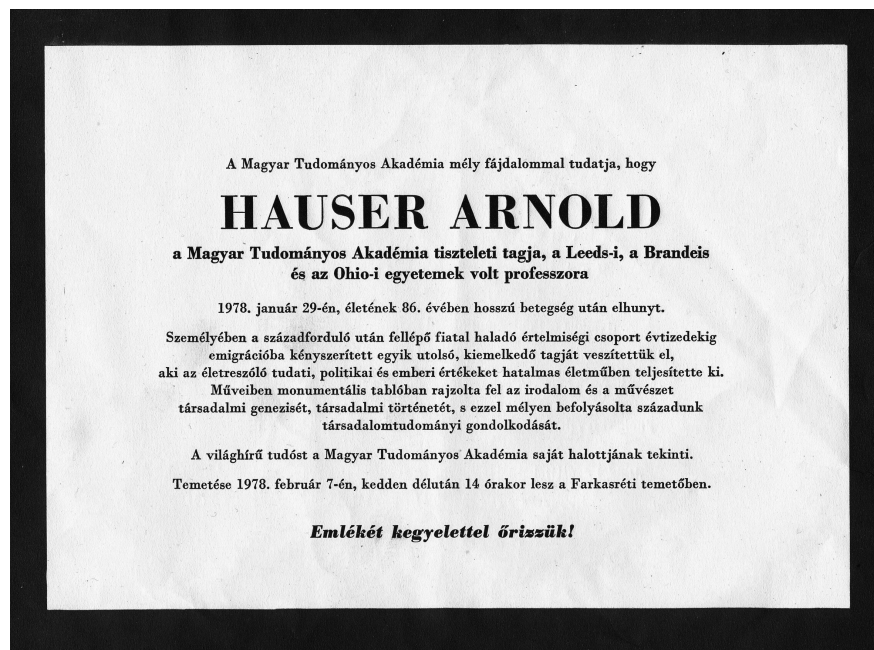 A Magyar Tudományos Akadémia mély fájdalommal tudatja, hogy
HAUSER ARNOLD
a Magyar Tudományos Akadémia tiszteleti tagja, a Leeds-i, a Brandeis
és az Ohio-i egyetemek volt professzora
1978. január 29-én, életének 86. évében hosszú betegség után elhunyt.
Személyében a századforduló után fellépő fiatal haladó értelmiségi csoport évtizedekig
emigrációba kényszerített egyik utolsó, kiemelkedő tagját veszítettük el,
aki az életreszóló tudati, politikai és emberi értékeket hatalmas életműben teljesítette ki.
Műveiben monumentális tablóban rajzolta fel az irodalom és a művészet
társadalmi genezisét, társadalmi történetét, s ezzel mélyen befolyásolta századunk
társadalomtudományi gondolkodását.
A világhírű tudóst a Magyar Tudományos Akadémia saját halottjának tekinti.
Temetése 1978. február 7-én, kedden délután 14 órakor lesz a Farkasréti temetőben.
Emlékét kegyelettel őrizzük!